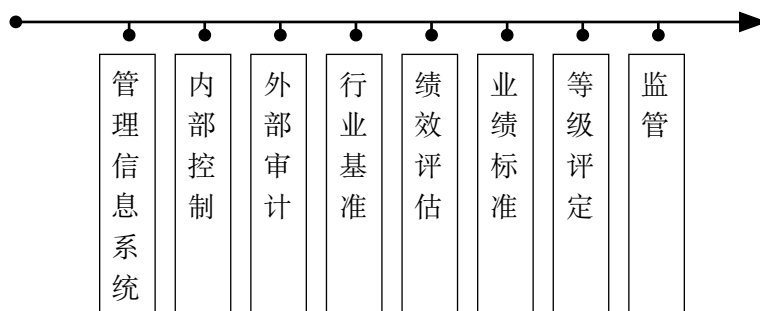 管理信息系统
内部控制
外部审计
行业基准
绩效评估
业绩标准
等级评定
监管